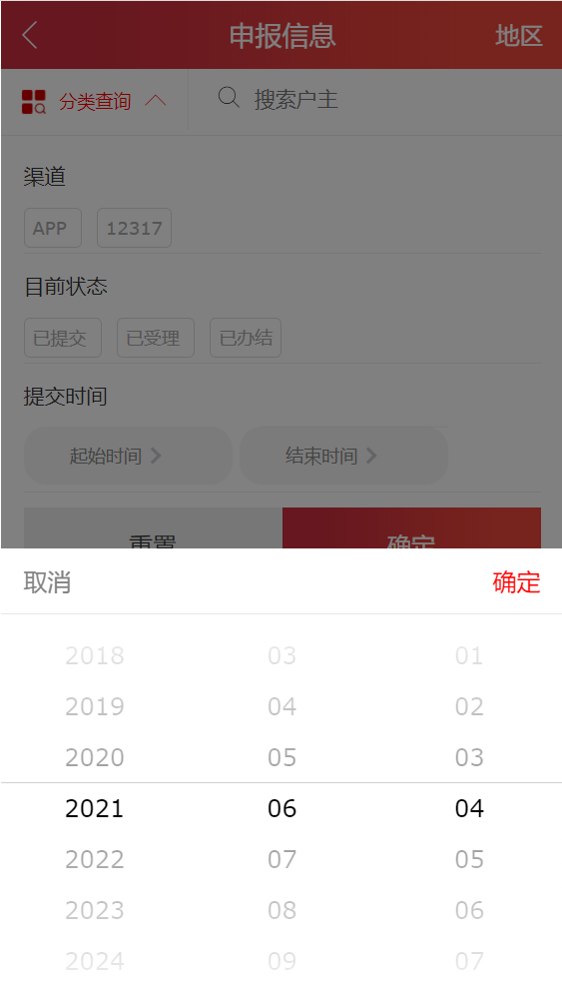 申报信息 地区
分类查询 搜索户主
渠道
APP 12317
目前状态
已提交 已受理 已办结
提交时间
起始时间 结束时间
重置 确定
取消 确定
2018 03 01
2019 04 02
2020 05 03
2021 06 04
2022 07 05
2023 08 06
2024 09 07